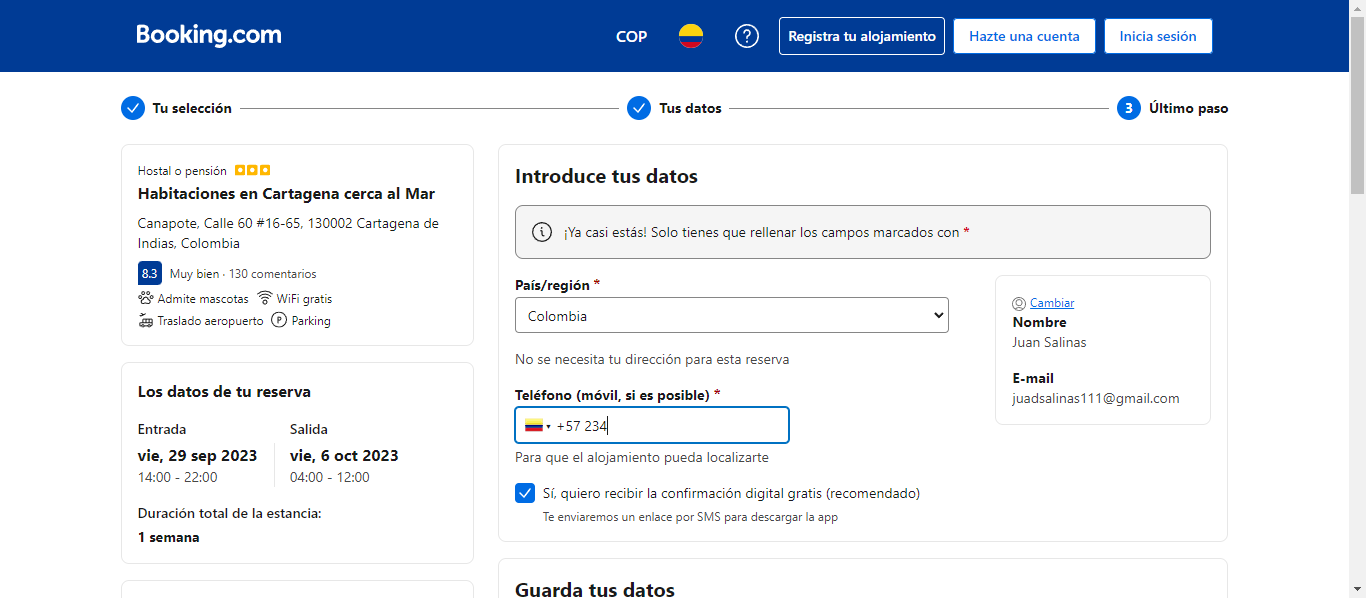 Booking.com
COP
Registra tu alojamiento
Hazte una cuenta
Inicia sesión
Tu selección
Tus datos
3 Último paso
Hostal o pensión
Habitaciones en Cartagena cerca al Mar
Canapote, Calle 60 #16-65, 130002 Cartagena de
Indias, Colombia
8.3 Muy bien · 130 comentarios
Admite mascotas WiFi gratis
Traslado aeropuerto P Parking
Los datos de tu reserva
Entrada
vie, 29 sep 2023
14:00 - 22:00
Salida
vie, 6 oct 2023
04:00 - 12:00
Duración total de la estancia:
1 semana
Introduce tus datos
¡Ya casi estás! Solo tienes que rellenar los campos marcados con *
País/región *
Colombia
No se necesita tu dirección para esta reserva
Teléfono (móvil, si es posible) *
+57 234
Para que el alojamiento pueda localizarte
Sí, quiero recibir la confirmación digital gratis (recomendado)
Te enviaremos un enlace por SMS para descargar la app
Cambiar
Nombre
Juan Salinas
E-mail
juadsalinas111@gmail.com
Guarda tus datos